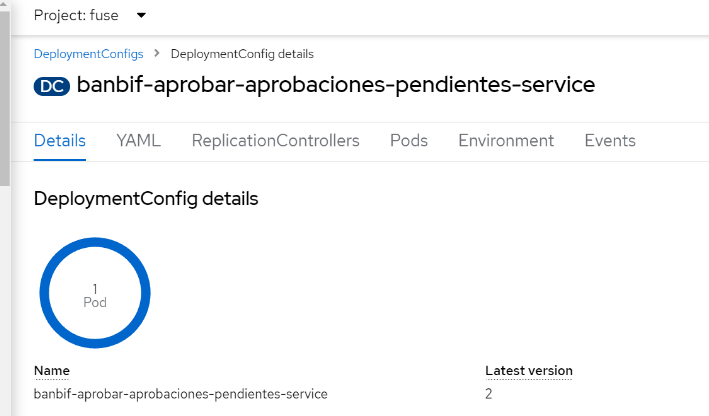 Project: fuse
DeploymentConfigs > DeploymentConfig details
DC banbif-aprobar-aprobaciones-pendientes-service
Details YAML ReplicationControllers Pods Environment Events
DeploymentConfig details
1
Pod
Name Latest version
banbif-aprobar-aprobaciones-pendientes-service 2